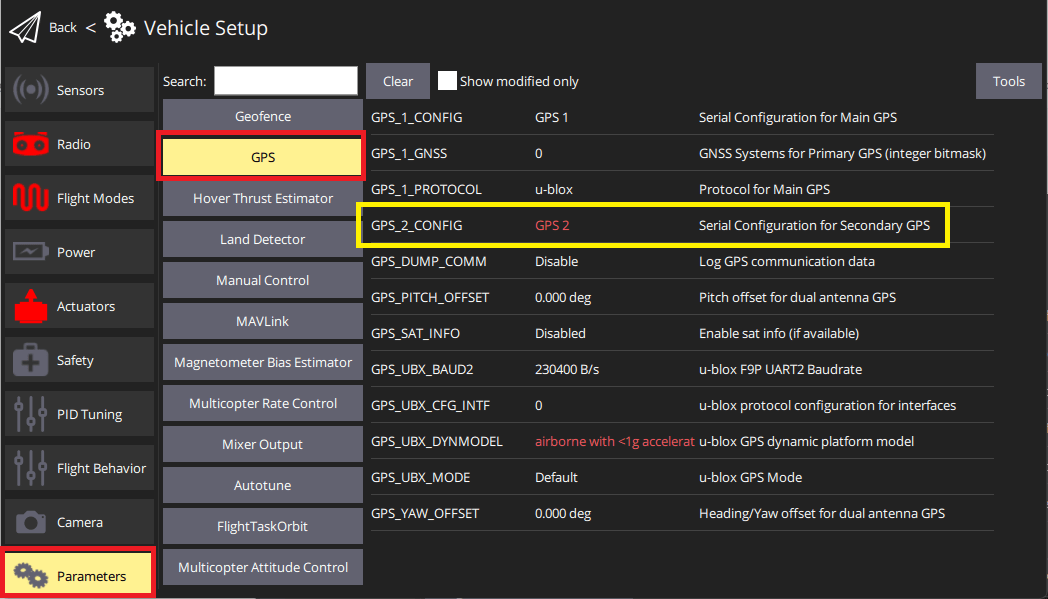 Back < Vehicle Setup
Search: Clear Show modified only Tools
Sensors
Radio
Flight Modes
Power
Actuators
Safety
PID Tuning
Flight Behavior
Camera
Parameters
Geofence
GPS
Hover Thrust Estimator
Land Detector
Manual Control
MAVLink
Magnetometer Bias Estimator
Multicopter Rate Control
Mixer Output
Autotune
FlightTaskOrbit
Multicopter Attitude Control
GPS_1_CONFIG GPS 1 Serial Configuration for Main GPS
GPS_1_GNSS 0 GNSS Systems for Primary GPS (integer bitmask)
GPS_1_PROTOCOL u-blox Protocol for Main GPS
GPS_2_CONFIG GPS 2 Serial Configuration for Secondary GPS
GPS_DUMP_COMM Disable Log GPS communication data
GPS_PITCH_OFFSET 0.000 deg Pitch offset for dual antenna GPS
GPS_SAT_INFO Disabled Enable sat info (if available)
GPS_UBX_BAUD2 230400 B/s u-blox F9P UART2 Baudrate
GPS_UBX_CFG_INTF 0 u-blox protocol configuration for interfaces
GPS_UBX_DYNMODEL airborne with <1g accelerat u-blox GPS dynamic platform model
GPS_UBX_MODE Default u-blox GPS Mode
GPS_YAW_OFFSET 0.000 deg Heading/Yaw offset for dual antenna GPS